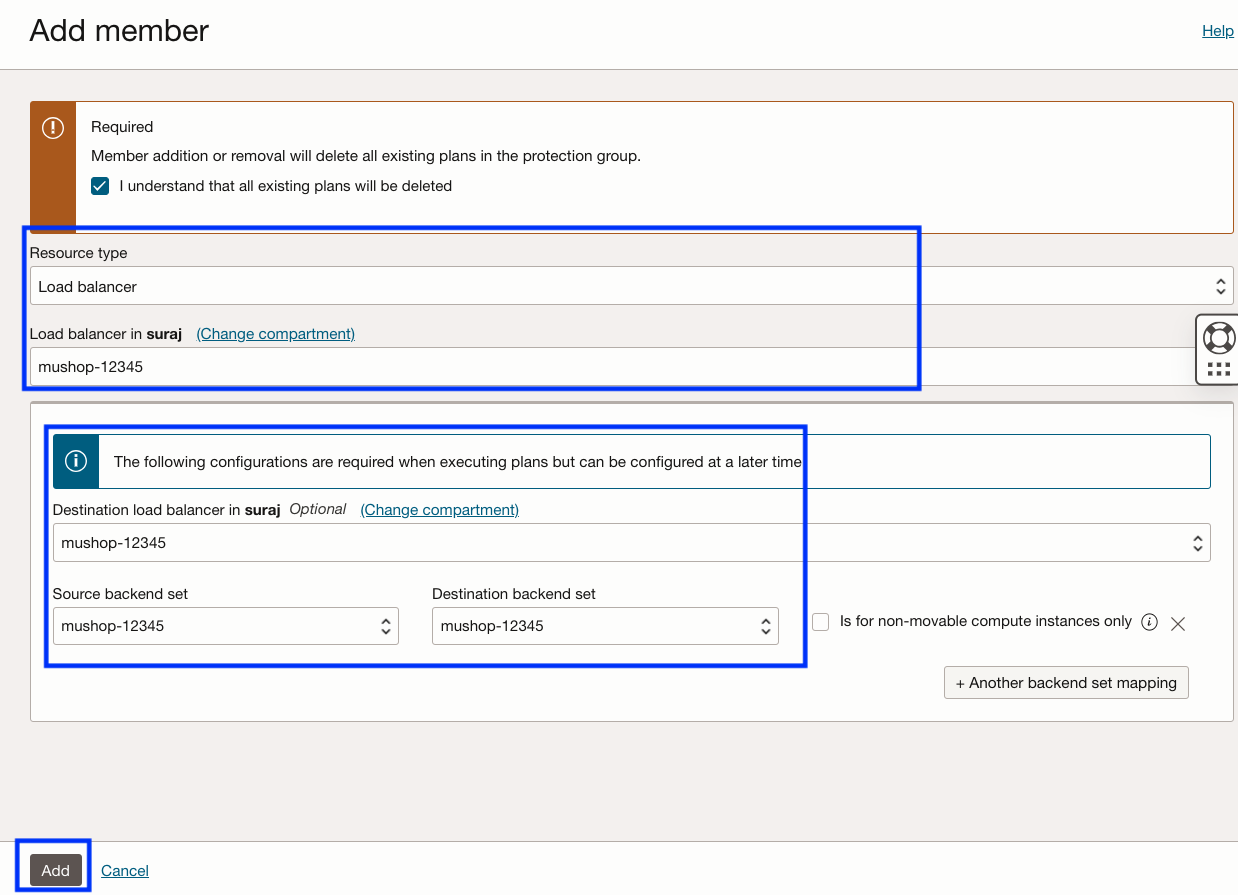 Add member
Help
Required
Member addition or removal will delete all existing plans in the protection group.
I understand that all existing plans will be deleted
Resource type
Load balancer
Load balancer in suraj (Change compartment)
mushop-12345
The following configurations are required when executing plans but can be configured at a later time
Destination load balancer in suraj Optional (Change compartment)
mushop-12345
Source backend set
Destination backend set
mushop-12345
mushop-12345
Is for non-movable compute instances only
+ Another backend set mapping
Add
Cancel